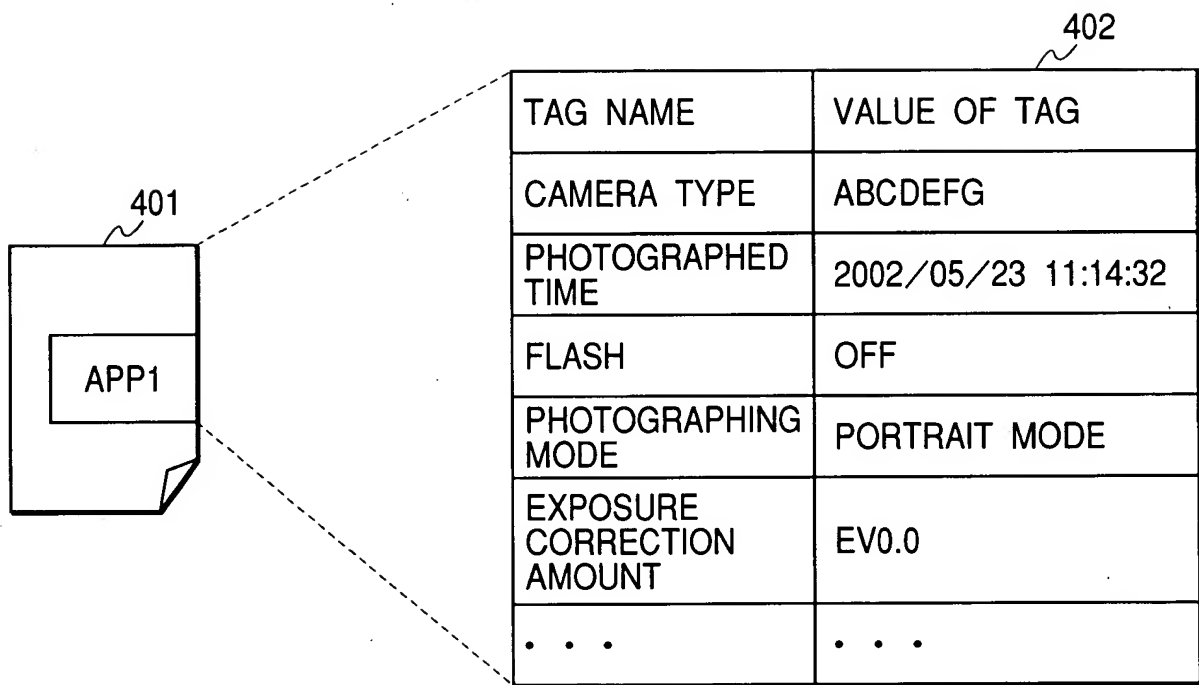 402
TAG NAME VALUE OF TAG
CAMERA TYPE ABCDEFG
401
PHOTOGRAPHED
TIME
2002/05/23 11:14:32
FLASH OFF
APP1
PHOTOGRAPHING
MODE
PORTRAIT MODE
EXPOSURE
CORRECTION
AMOUNT
EV0.0
• • • • • •